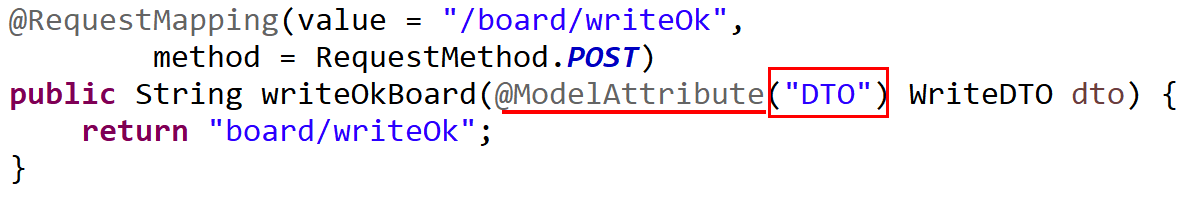 @RequestMapping(value = "/board/writeOk",
method = RequestMethod.POST)
public String writeOkBoard(@ModelAttribute("DTO") WriteDTO dto) {
return "board/writeOk";
}